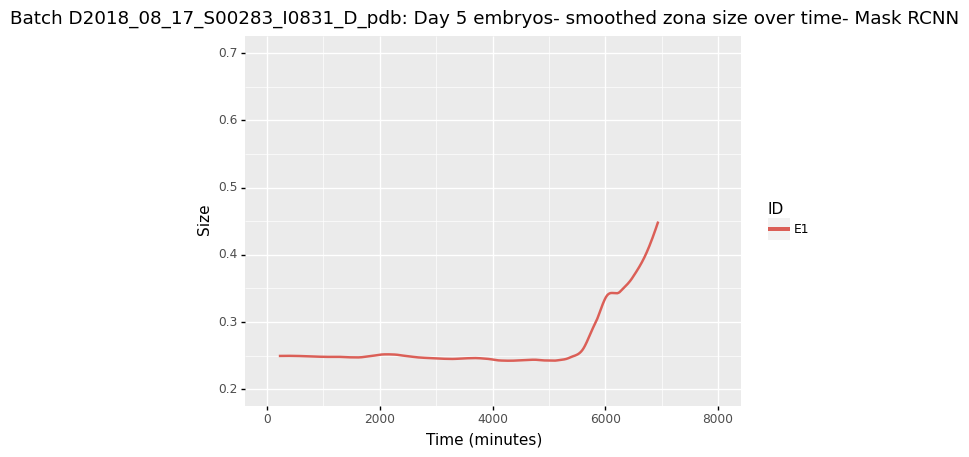 Batch D2018_08_17_S00283_I0831_D_pdb: Day 5 embryos- smoothed zona size over time- Mask RCNN
0.7
0.6
0.5
0.4
0.3
0.2
Size
0 2000 4000 6000 8000
Time (minutes)
ID
E1